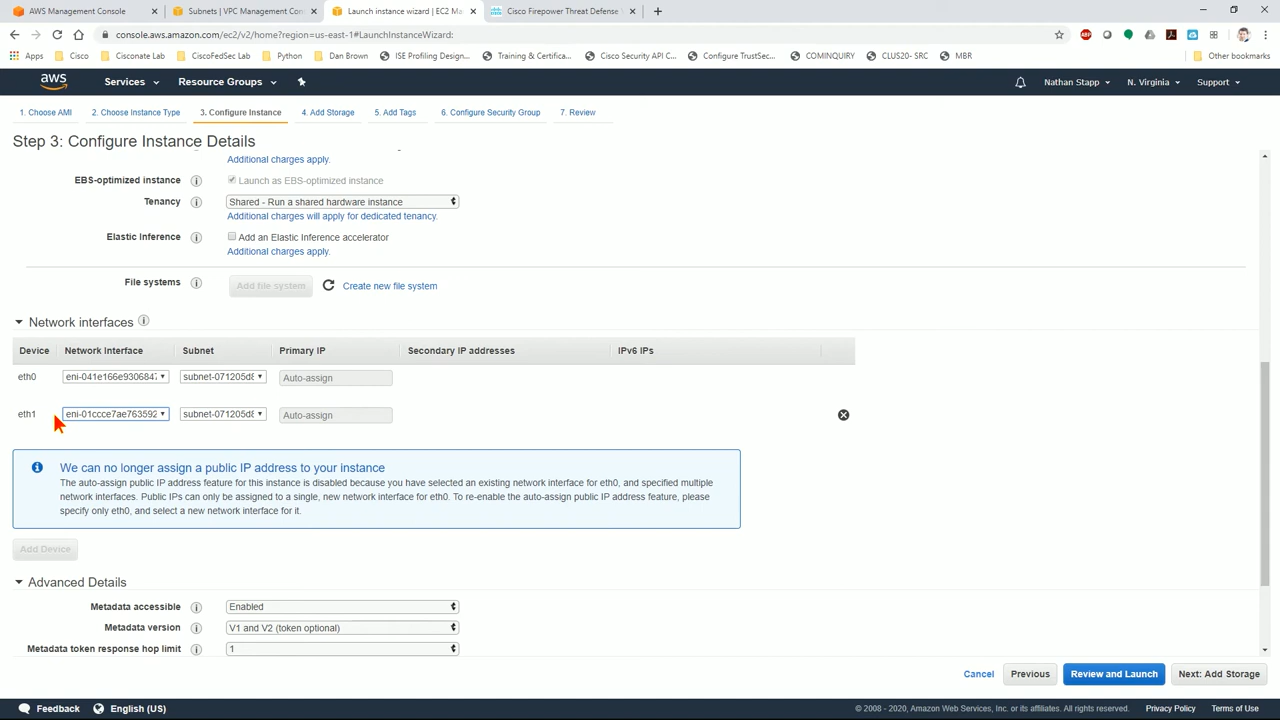 AWS Management Console
Subnets | VPC Management Con
Launch instance wizard | EC2 Ma
Cisco Firepower Threat Defense V
console.aws.amazon.com/ec2/v2/home?region=us-east-1#LaunchInstanceWizard:
Apps Cisco Cisconate Lab CiscoFedSec Lab Python Dan Brown ISE Profiling Design... Training & Certifica... Cisco Security API C... Configure TrustSec... COMINQUIRY CLUS20- SRC MBR Other bookmarks
aws Services Resource Groups Nathan Stapp N. Virginia Support
1. Choose AMI 2. Choose Instance Type 3. Configure Instance 4. Add Storage 5. Add Tags 6. Configure Security Group 7. Review
Step 3: Configure Instance Details
Additional charges apply.
EBS-optimized instance Launch as EBS-optimized instance
Tenancy Shared - Run a shared hardware instance
Additional charges will apply for dedicated tenancy.
Elastic Inference Add an Elastic Inference accelerator
Additional charges apply.
File systems Add file system Create new file system
Network interfaces
Device Network Interface Subnet Primary IP Secondary IP addresses IPv6 IPs
eth0 eni-041e166e9306847 subnet-071205d8 Auto-assign
eth1 eni-01ccce7ae763592 subnet-071205d8 Auto-assign
We can no longer assign a public IP address to your instance
The auto-assign public IP address feature for this instance is disabled because you have selected an existing network interface for eth0, and specified multiple
network interfaces. Public IPs can only be assigned to a single, new network interface for eth0. To re-enable the auto-assign public IP address feature, please
specify only eth0, and select a new network interface for it.
Add Device
Advanced Details
Metadata accessible Enabled
Metadata version V1 and V2 (token optional)
Metadata token response hop limit 1
Cancel Previous Review and Launch Next: Add Storage
Feedback English (US) © 2008 - 2020, Amazon Web Services, Inc. or its affiliates. All rights reserved. Privacy Policy Terms of Use